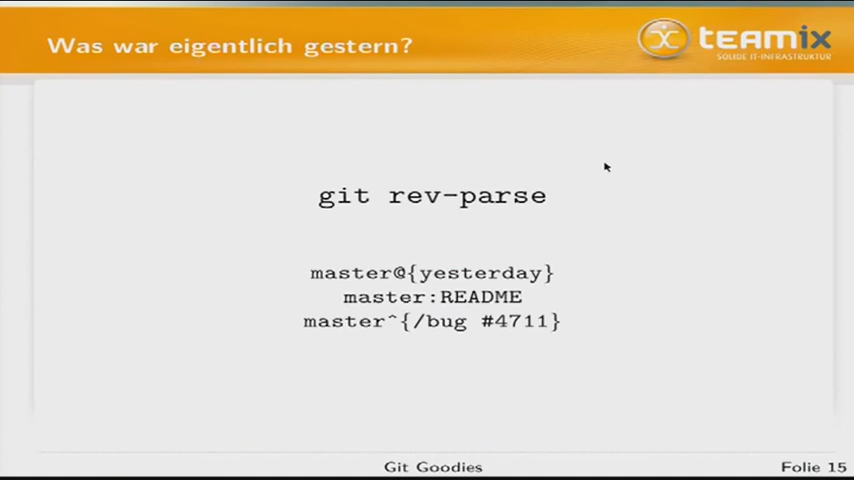 Was war eigentlich gestern?
teamix
SOLIDE IT-INFRASTRUKTUR
git rev-parse
master@{yesterday}
master:README
master^{/bug #4711}
Git Goodies
Folie 15